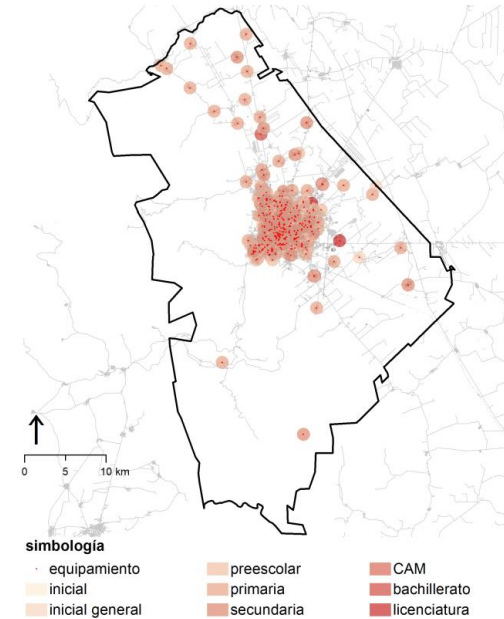 0 5 10 km
simbología
equipamiento preescolar CAM
inicial primaria bachillerato
inicial general secundaria licenciatura